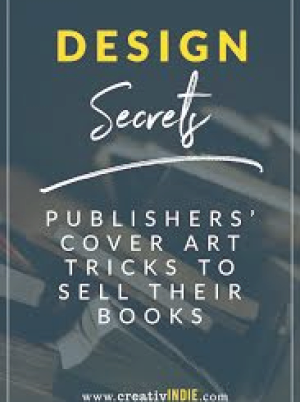 DESIGN
Secrets
PUBLISHERS'
COVER ART
TRICKS TO
SELL THEIR
BOOKS
www.creativINDIE.com